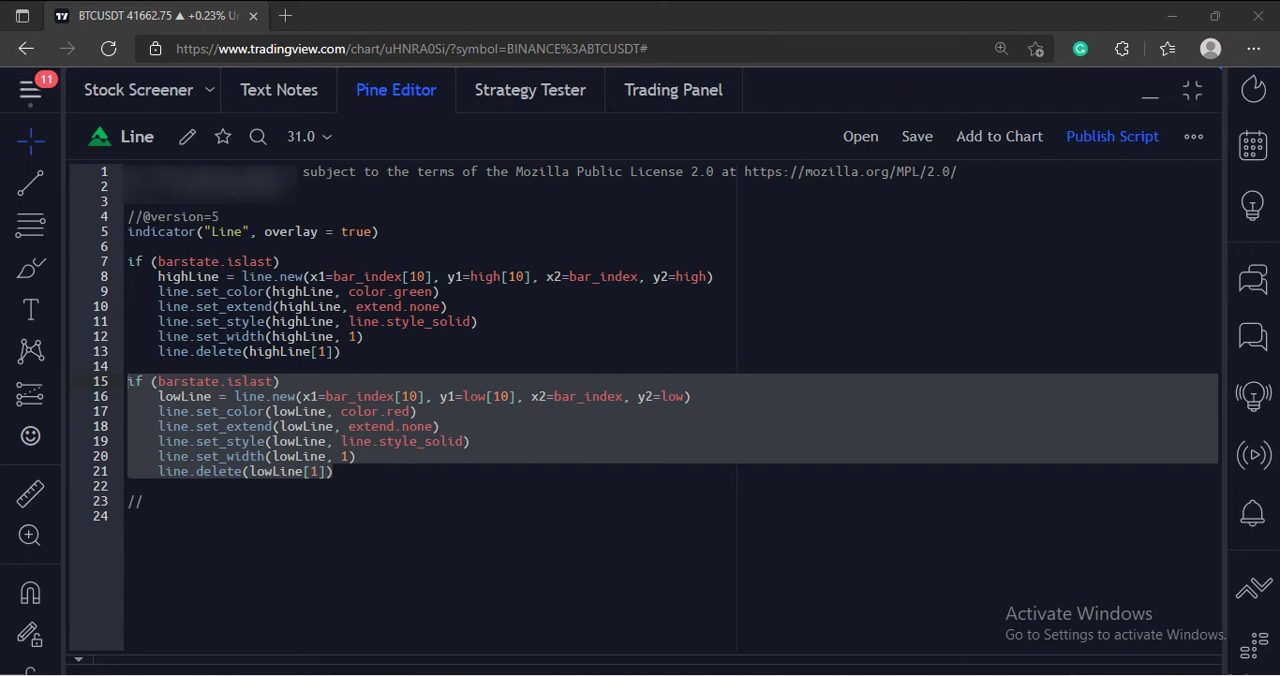 BTCUSDT 41662.75 ▲ +0.23%
https://www.tradingview.com/chart/uHNRA0Si/?symbol=BINANCE%3ABTCUSDT#
11
Stock Screener Text Notes Pine Editor Strategy Tester Trading Panel
Line 31.0 Open Save Add to Chart Publish Script
1 subject to the terms of the Mozilla Public License 2.0 at https://mozilla.org/MPL/2.0/
2
3
4 //@version=5
5 indicator("Line", overlay = true)
6
7 if (barstate.islast)
8 highLine = line.new(x1=bar_index[10], y1=high[10], x2=bar_index, y2=high)
9 line.set_color(highLine, color.green)
10 line.set_extend(highLine, extend.none)
11 line.set_style(highLine, line.style_solid)
12 line.set_width(highLine, 1)
13 line.delete(highLine[1])
14
15 if (barstate.islast)
16 lowLine = line.new(x1=bar_index[10], y1=low[10], x2=bar_index, y2=low)
17 line.set_color(lowLine, color.red)
18 line.set_extend(lowLine, extend.none)
19 line.set_style(lowLine, line.style_solid)
20 line.set_width(lowLine, 1)
21 line.delete(lowLine[1])
22
23 //
24
Activate Windows
Go to Settings to activate Windows.